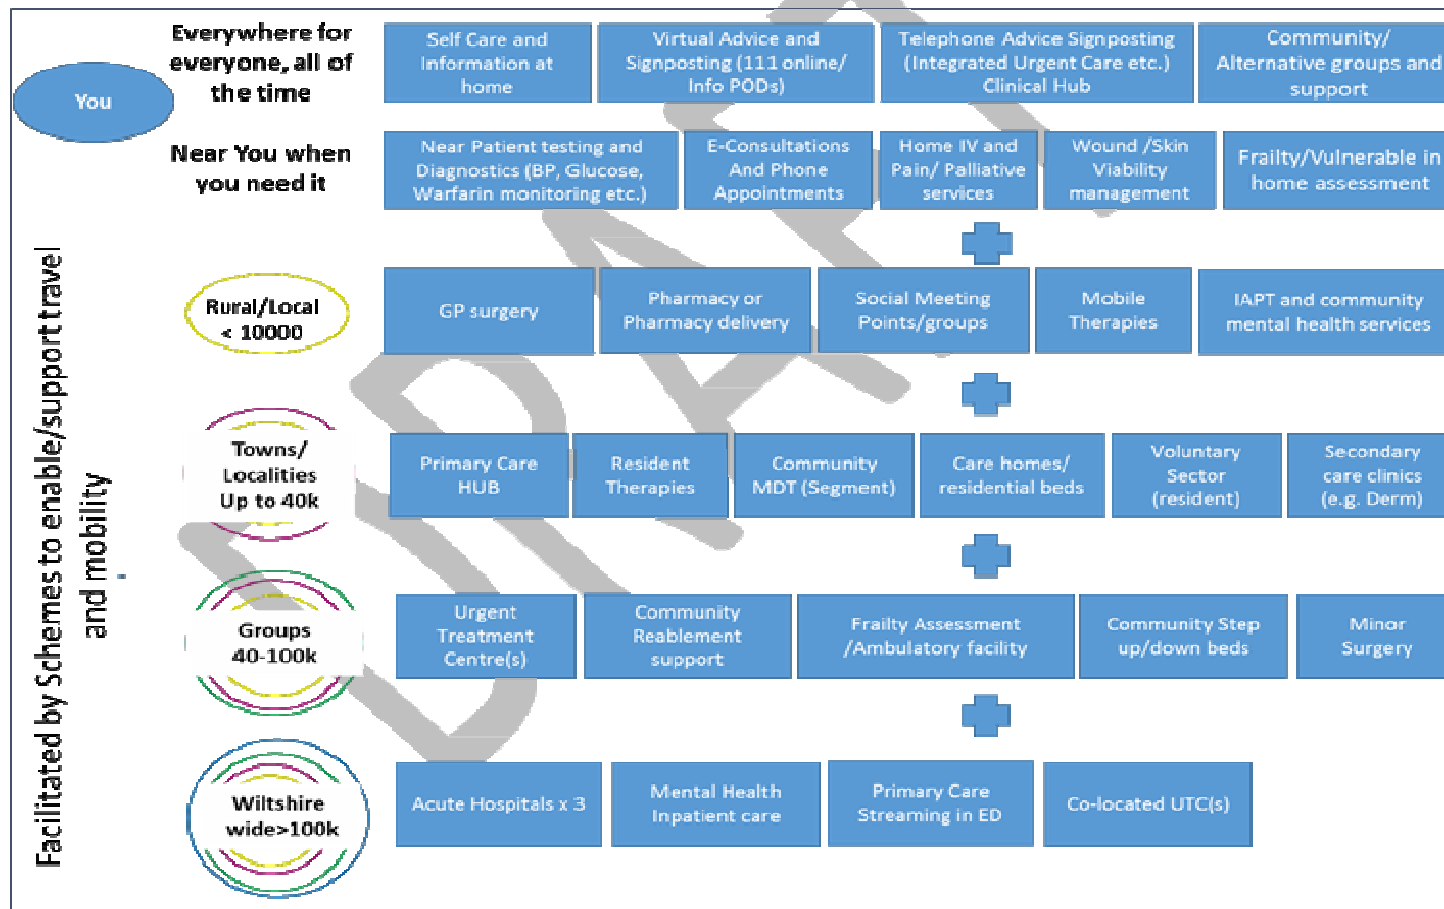 You
Everywhere for
everyone, all of
the time
Self Care and
Information at
home
Virtual Advice and
Signposting (111 online/
Info PODs)
Telephone Advice Signposting
(Integrated Urgent Care etc.)
Clinical Hub
Community/
Alternative groups and
support
Near You when
you need it
Near Patient testing and
Diagnostics (BP, Glucose,
Warfarin monitoring etc.)
E-Consultations
And Phone
Appointments
Home IV and
Pain/ Palliative
services
Wound /Skin
Viability
management
Frailty/Vulnerable in
home assessment
Facilitated by Schemes to enable/support travel
and mobility
Rural/Local
< 10000
GP surgery
Pharmacy or
Pharmacy delivery
Social Meeting
Points/groups
Mobile
Therapies
IAPT and community
mental health services
Towns/
Localities
Up to 40k
Primary Care
HUB
Resident
Therapies
Community
MDT (Segment)
Care homes/
residential beds
Voluntary
Sector
(resident)
Secondary
care clinics
(e.g. Derm)
Groups
40-100k
Urgent
Treatment
Centre(s)
Community
Reablement
support
Frailty Assessment
/Ambulatory facility
Community Step
up/down beds
Minor
Surgery
Wiltshire
wide>100k
Acute Hospitals x 3
Mental Health
Inpatient care
Primary Care
Streaming in ED
Co-located UTC(s)
DRAFT